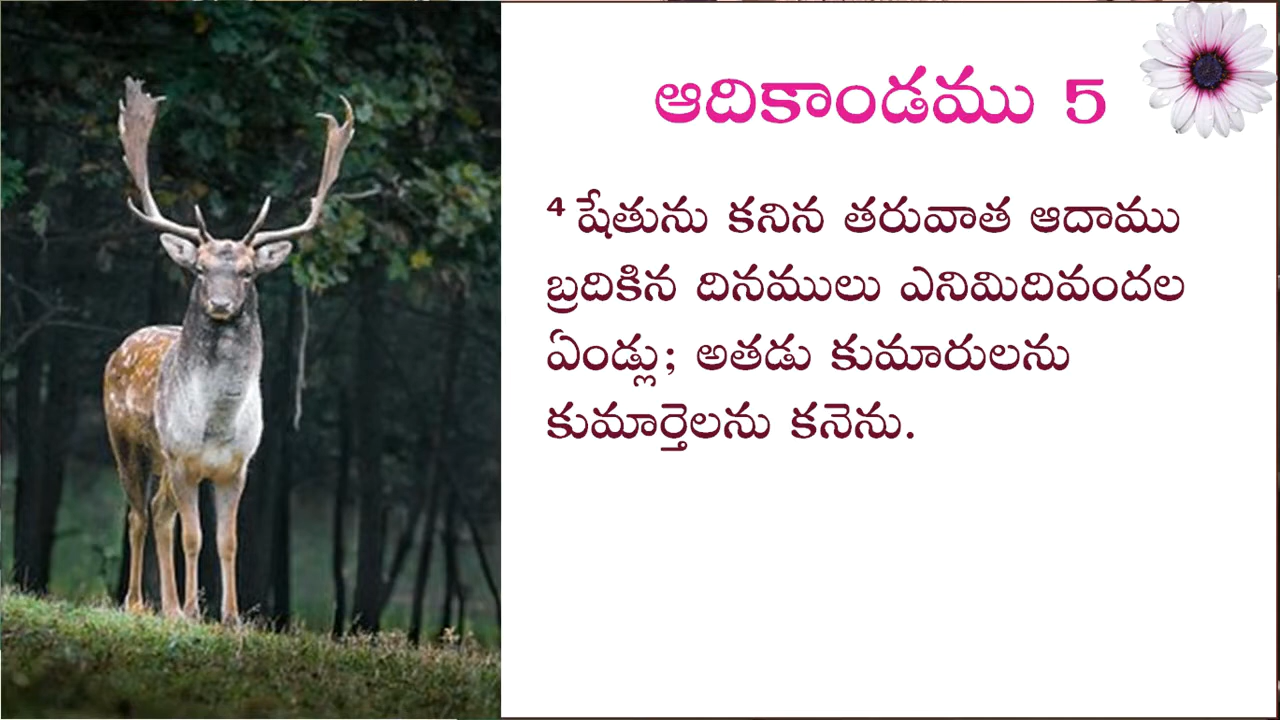 ఆదికాండము 5
4 షేతును కనిన తరువాత ఆదాము
బ్రదికిన దినములు ఎనిమిదివందల
ఏండ్లు; అతడు కుమారులను
కుమార్తెలను కనెను.